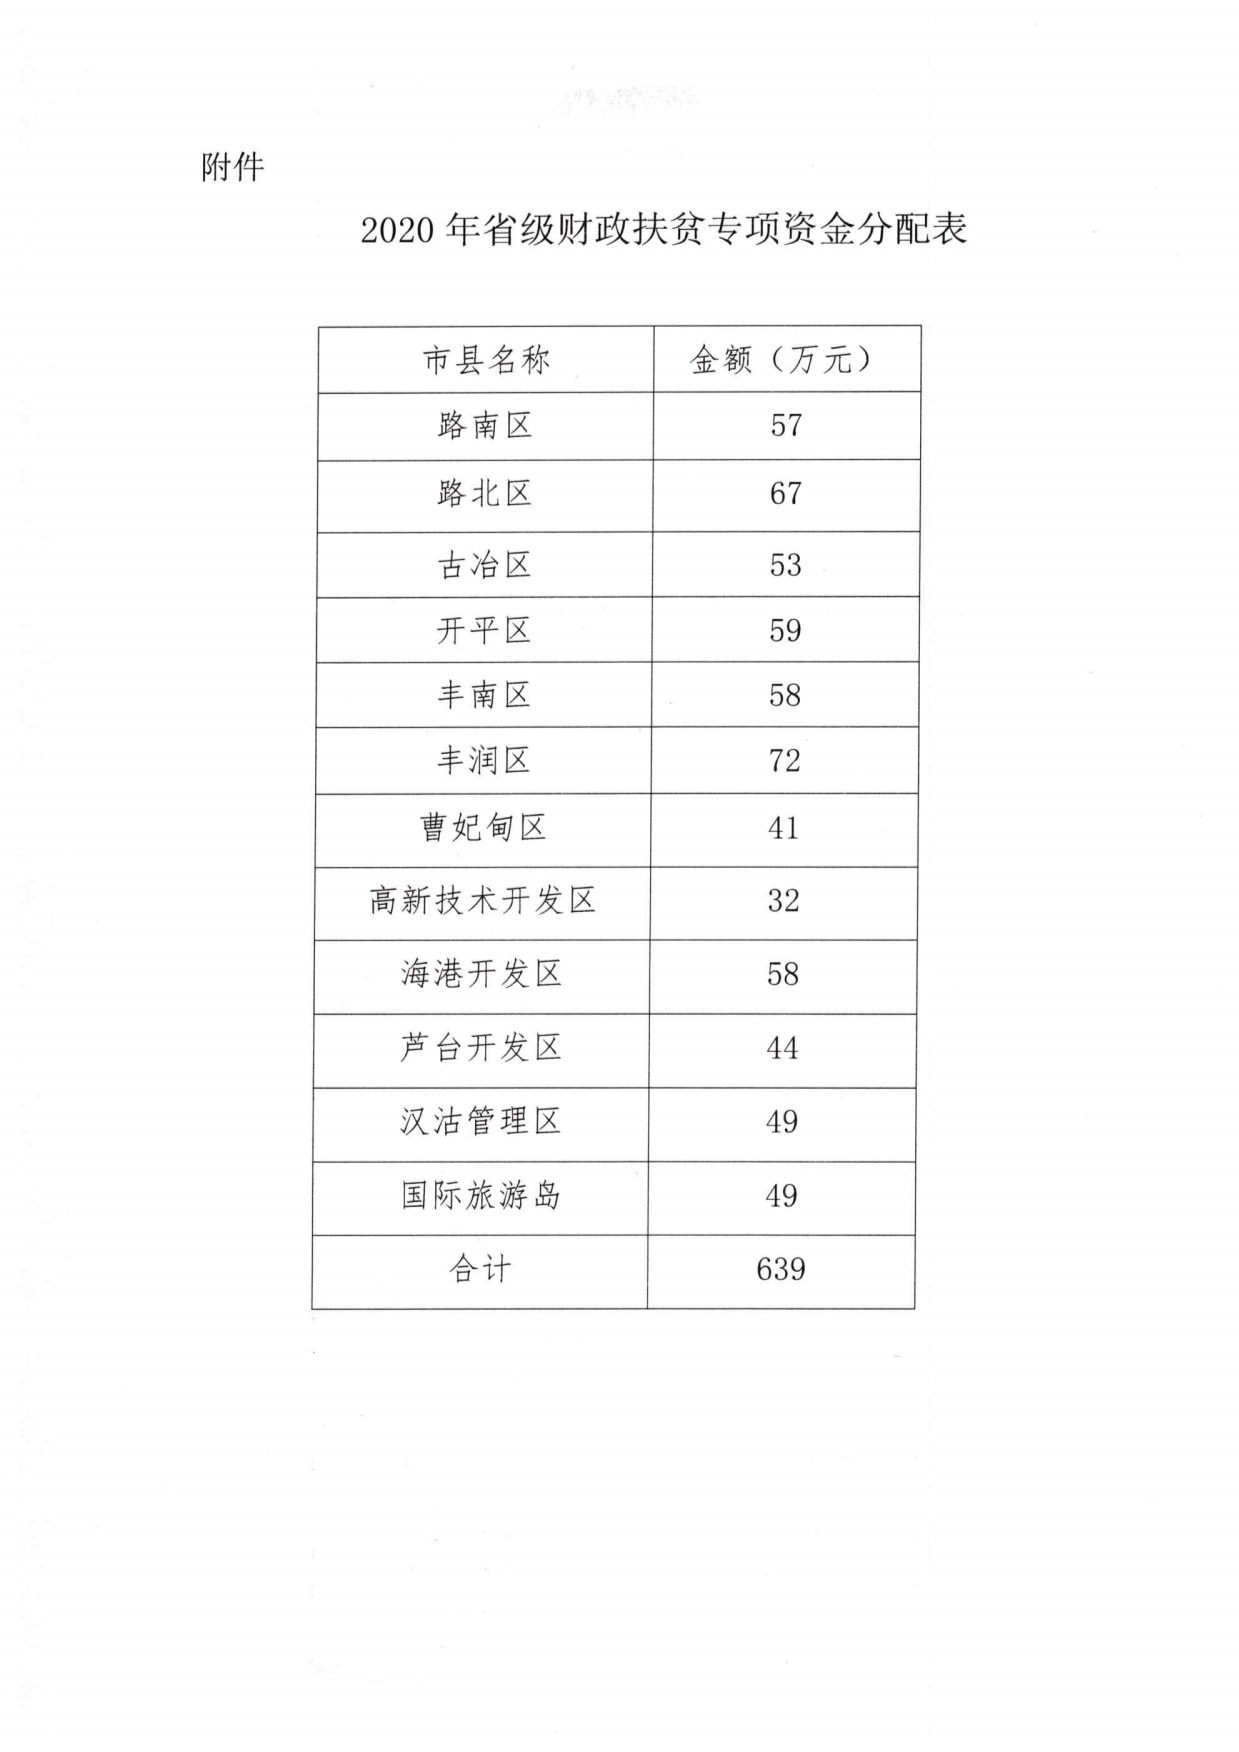 附件
2020年省级财政扶贫专项资金分配表
市县名称 金额（万元）
路南区 57
路北区 67
古冶区 53
开平区 59
丰南区 58
丰润区 72
曹妃甸区 41
高新技术开发区 32
海港开发区 58
芦台开发区 44
汉沽管理区 49
国际旅游岛 49
合计 639